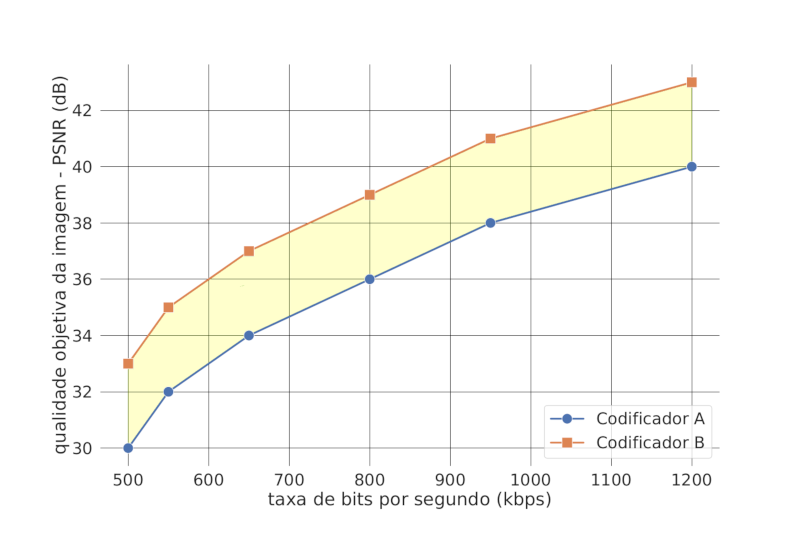 qualidade objetiva da imagem - PSNR (dB)
42
40
38
36
34
32
30
500 600 700 800 900 1000 1100 1200
taxa de bits por segundo (kbps)
Codificador A
Codificador B